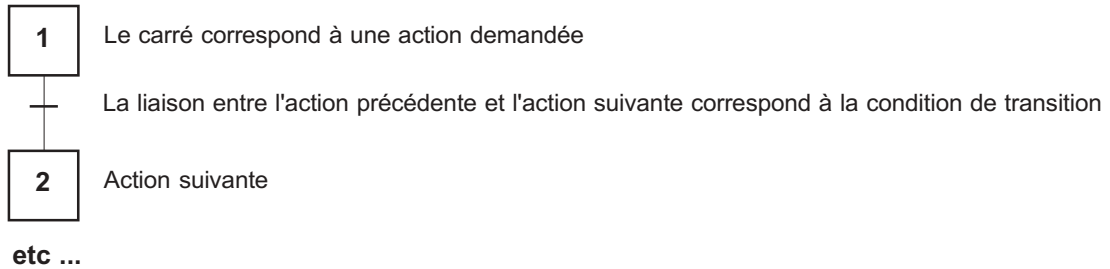 1 Le carré correspond à une action demandée
La liaison entre l'action précédente et l'action suivante correspond à la condition de transition
2 Action suivante
etc ...